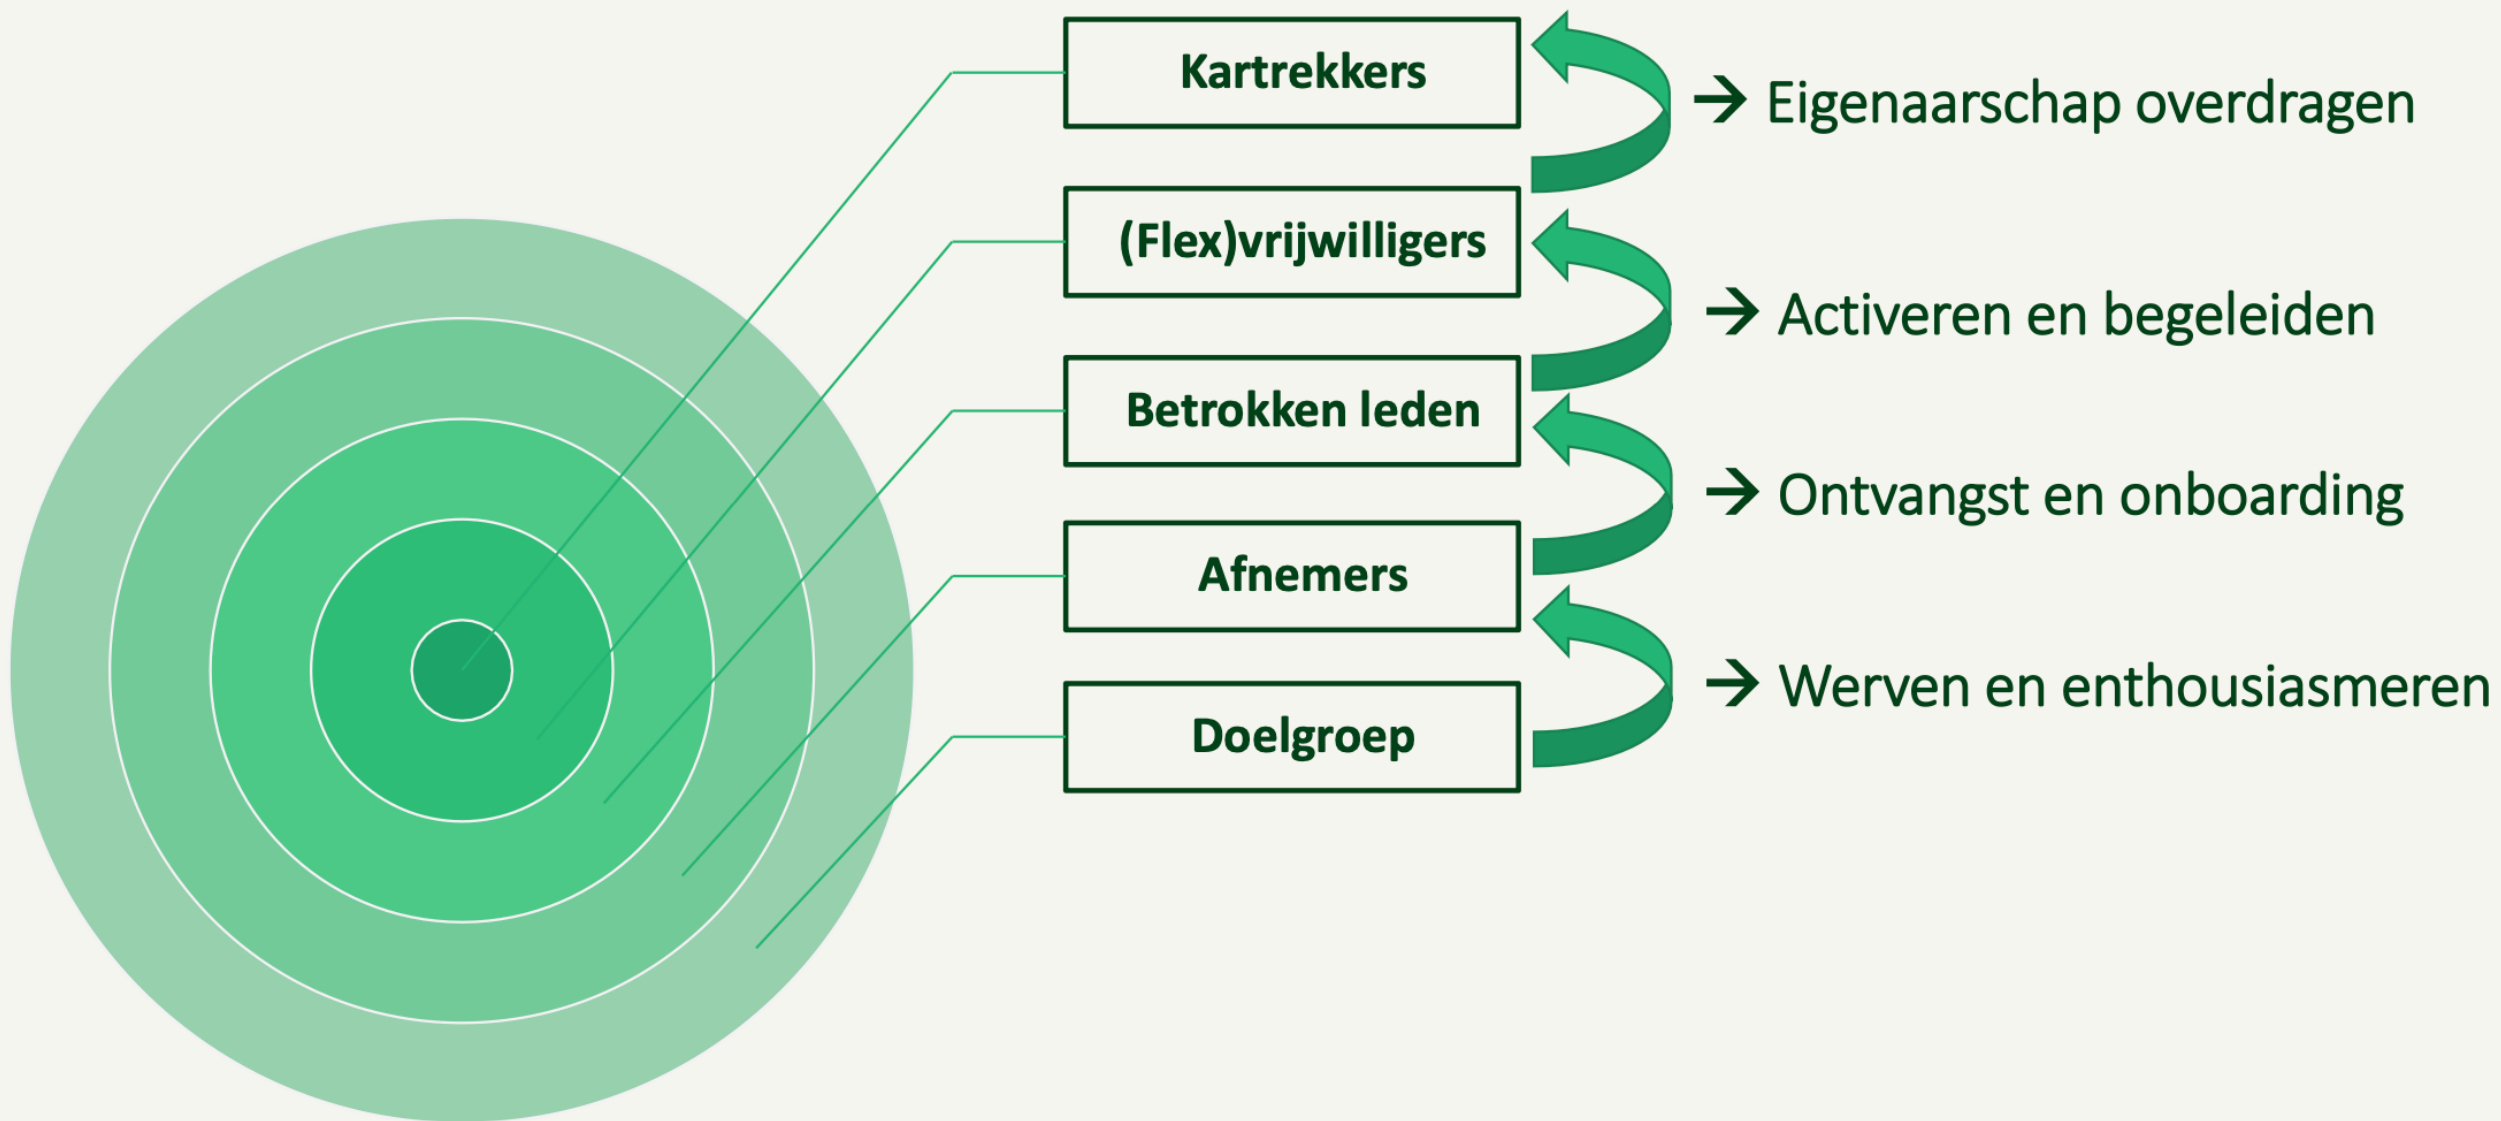 Kartrekkers
→ Eigenaarschap overdragen
(Flex)vrijwilligers
→ Activeren en begeleiden
Betrokken leden
→ Ontvangst en onboarding
Afnemers
→ Werven en enthousiasmeren
Doelgroep